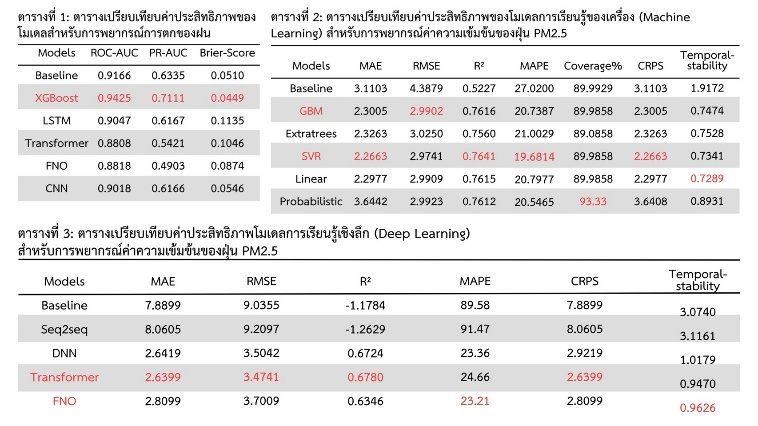 ตารางที่ 1: ตารางเปรียบเทียบค่าประสิทธิภาพของ
โมเดลสำหรับการพยากรณ์การตกของฝน
Models ROC-AUC PR-AUC Brier-Score
Baseline 0.9166 0.6335 0.0510
XGBoost 0.9425 0.7111 0.0449
LSTM 0.9047 0.6167 0.1135
Transformer 0.8808 0.5421 0.1046
FNO 0.8818 0.4903 0.0874
CNN 0.9018 0.6166 0.0546
ตารางที่ 2: ตารางเปรียบเทียบค่าประสิทธิภาพของโมเดลการเรียนรู้ของเครื่อง (Machine
Learning) สำหรับการพยากรณ์ค่าความเข้มข้นของฝุ่น PM2.5
Models MAE RMSE R² MAPE Coverage% CRPS Temporal-
stability
Baseline 3.1103 4.3879 0.5227 27.0200 89.9929 3.1103 1.9172
GBM 2.3005 2.9902 0.7616 20.7387 89.9858 2.3005 0.7474
Extratrees 2.3263 3.0250 0.7560 21.0029 89.0858 2.3263 0.7528
SVR 2.2663 2.9741 0.7641 19.6814 89.9858 2.2663 0.7341
Linear 2.2977 2.9909 0.7615 20.7977 89.9858 2.2977 0.7289
Probabilistic 3.6442 2.9923 0.7612 20.5465 93.33 3.6408 0.8931
ตารางที่ 3: ตารางเปรียบเทียบค่าประสิทธิภาพโมเดลการเรียนรู้เชิงลึก (Deep Learning)
สำหรับการพยากรณ์ค่าความเข้มข้นของฝุ่น PM2.5
Models MAE RMSE R² MAPE CRPS Temporal-
stability
Baseline 7.8899 9.0355 -1.1784 89.58 7.8899 3.0740
Seq2seq 8.0605 9.2097 -1.2629 91.47 8.0605 3.1161
DNN 2.6419 3.5042 0.6724 23.36 2.9219 1.0179
Transformer 2.6399 3.4741 0.6780 24.66 2.6399 0.9470
FNO 2.8099 3.7009 0.6346 23.21 2.8099 0.9626